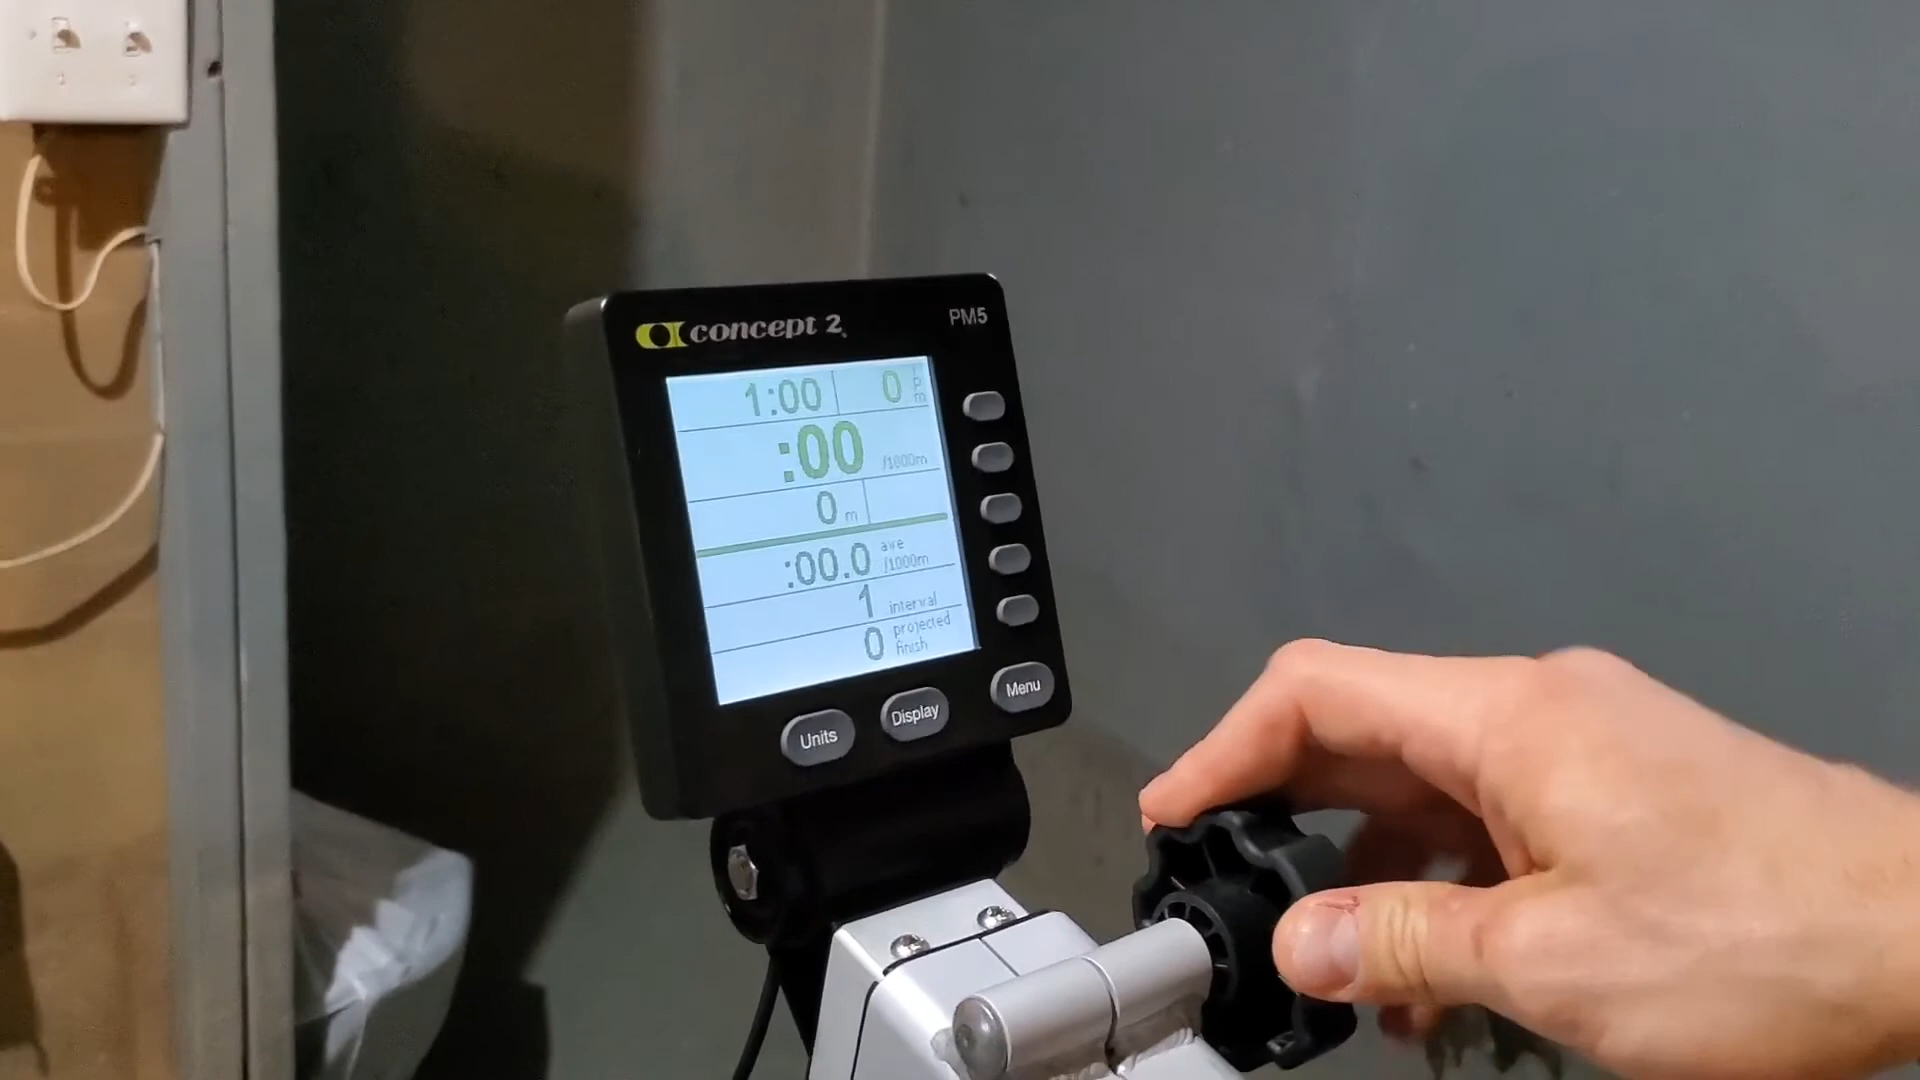 concept 2
PM5
1:00 0 rpm
:00 /1000m
0 m
:00.0 ave /1000m
1 interval
0 projected finish
Units Display Menu